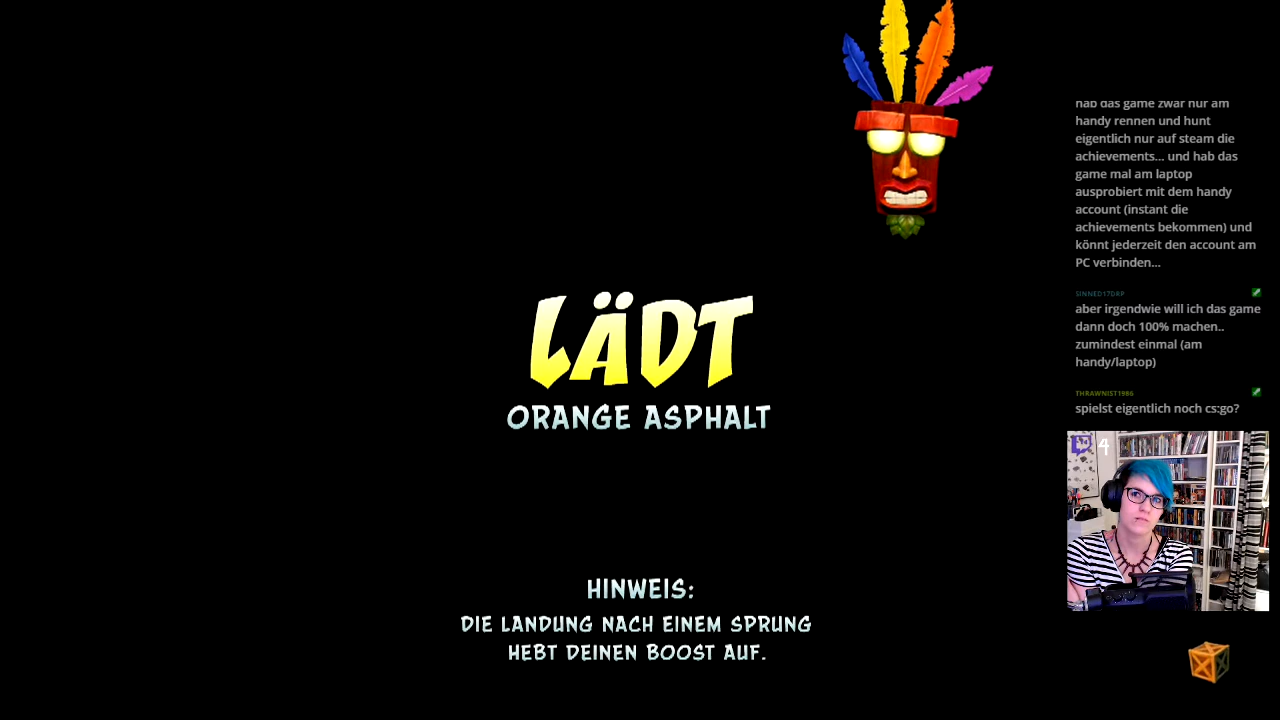 LÄDT
ORANGE ASPHALT
HINWEIS:
DIE LANDUNG NACH EINEM SPRUNG
HEBT DEINEN BOOST AUF.
hab das game zwar nur am
handy rennen und hunt
eigentlich nur auf steam die
achievements... und hab das
game mal am laptop
ausprobiert mit dem handy
account (instant die
achievements bekommen) und
könnt jederzeit den account am
PC verbinden...
SINNED17DRP
aber irgendwie will ich das game
dann doch 100% machen..
zumindest einmal (am
handy/laptop)
THRAWNIST1986
spielst eigentlich noch cs:go?
4